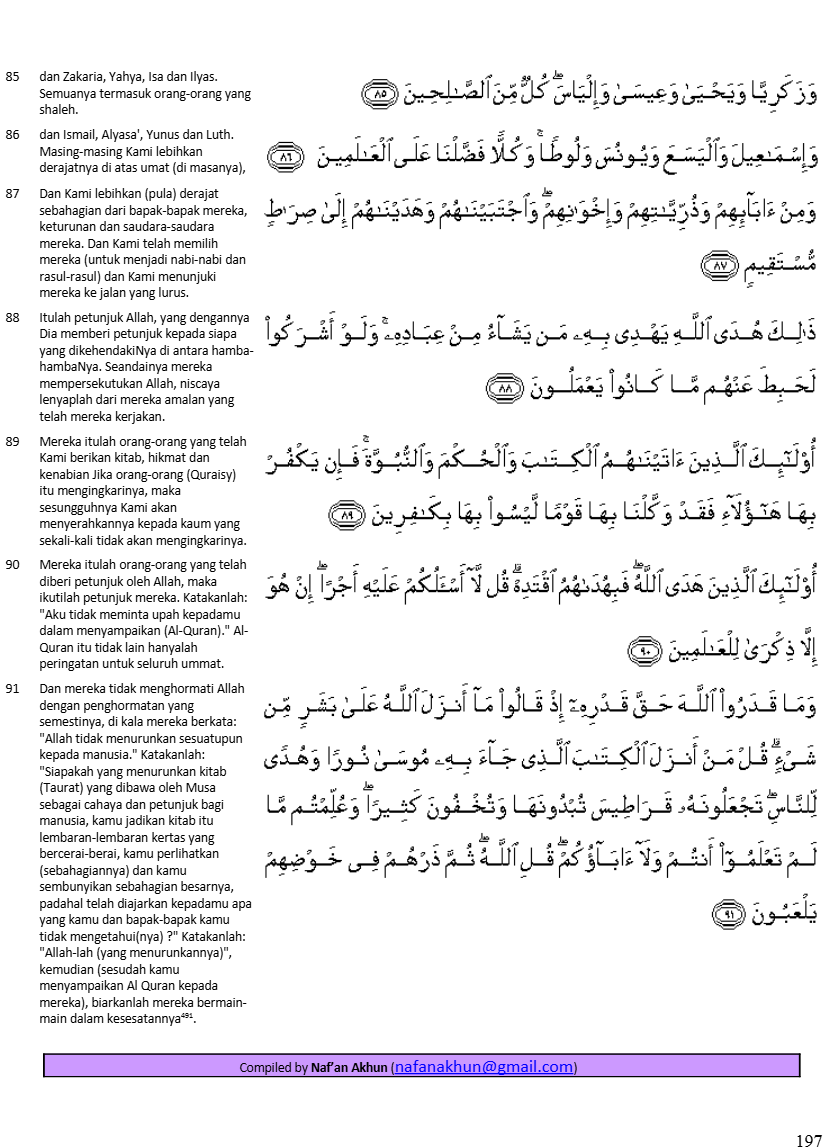 85 dan Zakaria, Yahya, Isa dan Ilyas.
Semuanya termasuk orang-orang yang
shaleh.
وَزَكَرِيَّا وَيَحْيَىٰ وَعِيسَىٰ وَإِلْيَاسَ ۖ كُلٌّ مِّنَ ٱلصَّـٰلِحِينَ ٨٥
86 dan Ismail, Alyasa', Yunus dan Luth.
Masing-masing Kami lebihkan
derajatnya di atas umat (di masanya),
وَإِسْمَـٰعِيلَ وَٱلْيَسَعَ وَيُونُسَ وَلُوطًا ۚ وَكُلًّا فَضَّلْنَا عَلَى ٱلْعَـٰلَمِينَ ٨٦
87 Dan Kami lebihkan (pula) derajat
sebahagian dari bapak-bapak mereka,
keturunan dan saudara-saudara
mereka. Dan Kami telah memilih
mereka (untuk menjadi nabi-nabi dan
rasul-rasul) dan Kami menunjuki
mereka ke jalan yang lurus.
وَمِنْ ءَابَآئِهِمْ وَذُرِّيَّـٰتِهِمْ وَإِخْوَٰنِهِمْ ۖ وَٱجْتَبَيْنَـٰهُمْ وَهَدَيْنَـٰهُمْ إِلَىٰ صِرَٰطٍ
مُّسْتَقِيمٍ ٨٧
88 Itulah petunjuk Allah, yang dengannya
Dia memberi petunjuk kepada siapa
yang dikehendakiNya di antara hamba-
hambaNya. Seandainya mereka
mempersekutukan Allah, niscaya
lenyaplah dari mereka amalan yang
telah mereka kerjakan.
ذَٰلِكَ هُدَى ٱللَّهِ يَهْدِى بِهِۦ مَن يَشَآءُ مِنْ عِبَادِهِۦ ۚ وَلَوْ أَشْرَكُوا۟
لَحَبِطَ عَنْهُم مَّا كَانُوا۟ يَعْمَلُونَ ٨٨
89 Mereka itulah orang-orang yang telah
Kami berikan kitab, hikmat dan
kenabian Jika orang-orang (Quraisy)
itu mengingkarinya, maka
sesungguhnya Kami akan
menyerahkannya kepada kaum yang
sekali-kali tidak akan mengingkarinya.
أُو۟لَـٰٓئِكَ ٱلَّذِينَ ءَاتَيْنَـٰهُمُ ٱلْكِتَـٰبَ وَٱلْحُكْمَ وَٱلنُّبُوَّةَ ۚ فَإِن يَكْفُرْ
بِهَا هَـٰٓؤُلَآءِ فَقَدْ وَكَّلْنَا بِهَا قَوْمًا لَّيْسُوا۟ بِهَا بِكَـٰفِرِينَ ٨٩
90 Mereka itulah orang-orang yang telah
diberi petunjuk oleh Allah, maka
ikutilah petunjuk mereka. Katakanlah:
"Aku tidak meminta upah kepadamu
dalam menyampaikan (Al-Quran)." Al-
Quran itu tidak lain hanyalah
peringatan untuk seluruh ummat.
أُو۟لَـٰٓئِكَ ٱلَّذِينَ هَدَى ٱللَّهُ ۖ فَبِهُدَىٰهُمُ ٱقْتَدِهْ ۗ قُل لَّآ أَسْـَٔلُكُمْ عَلَيْهِ أَجْرًا ۖ إِنْ هُوَ
إِلَّا ذِكْرَىٰ لِلْعَـٰلَمِينَ ٩٠
91 Dan mereka tidak menghormati Allah
dengan penghormatan yang
semestinya, di kala mereka berkata:
"Allah tidak menurunkan sesuatupun
kepada manusia." Katakanlah:
"Siapakah yang menurunkan kitab
(Taurat) yang dibawa oleh Musa
sebagai cahaya dan petunjuk bagi
manusia, kamu jadikan kitab itu
lembaran-lembaran kertas yang
bercerai-berai, kamu perlihatkan
(sebahagiannya) dan kamu
sembunyikan sebahagian besarnya,
padahal telah diajarkan kepadamu apa
yang kamu dan bapak-bapak kamu
tidak mengetahui(nya) ?" Katakanlah:
"Allah-lah (yang menurunkannya)",
kemudian (sesudah kamu
menyampaikan Al Quran kepada
mereka), biarkanlah mereka bermain-
main dalam kesesatannya⁴⁹¹.
وَمَا قَدَرُوا۟ ٱللَّهَ حَقَّ قَدْرِهِۦٓ إِذْ قَالُوا۟ مَآ أَنزَلَ ٱللَّهُ عَلَىٰ بَشَرٍ مِّن
شَىْءٍ ۗ قُلْ مَنْ أَنزَلَ ٱلْكِتَـٰبَ ٱلَّذِى جَآءَ بِهِۦ مُوسَىٰ نُورًا وَهُدًى
لِّلنَّاسِ ۖ تَجْعَلُونَهُۥ قَرَاطِيسَ تُبْدُونَهَا وَتُخْفُونَ كَثِيرًا ۖ وَعُلِّمْتُم مَّا
لَمْ تَعْلَمُوٓا۟ أَنتُمْ وَلَآ ءَابَآؤُكُمْ ۖ قُلِ ٱللَّهُ ۖ ثُمَّ ذَرْهُمْ فِى خَوْضِهِمْ
يَلْعَبُونَ ٩١
Compiled by Naf'an Akhun (nafanakhun@gmail.com)
197